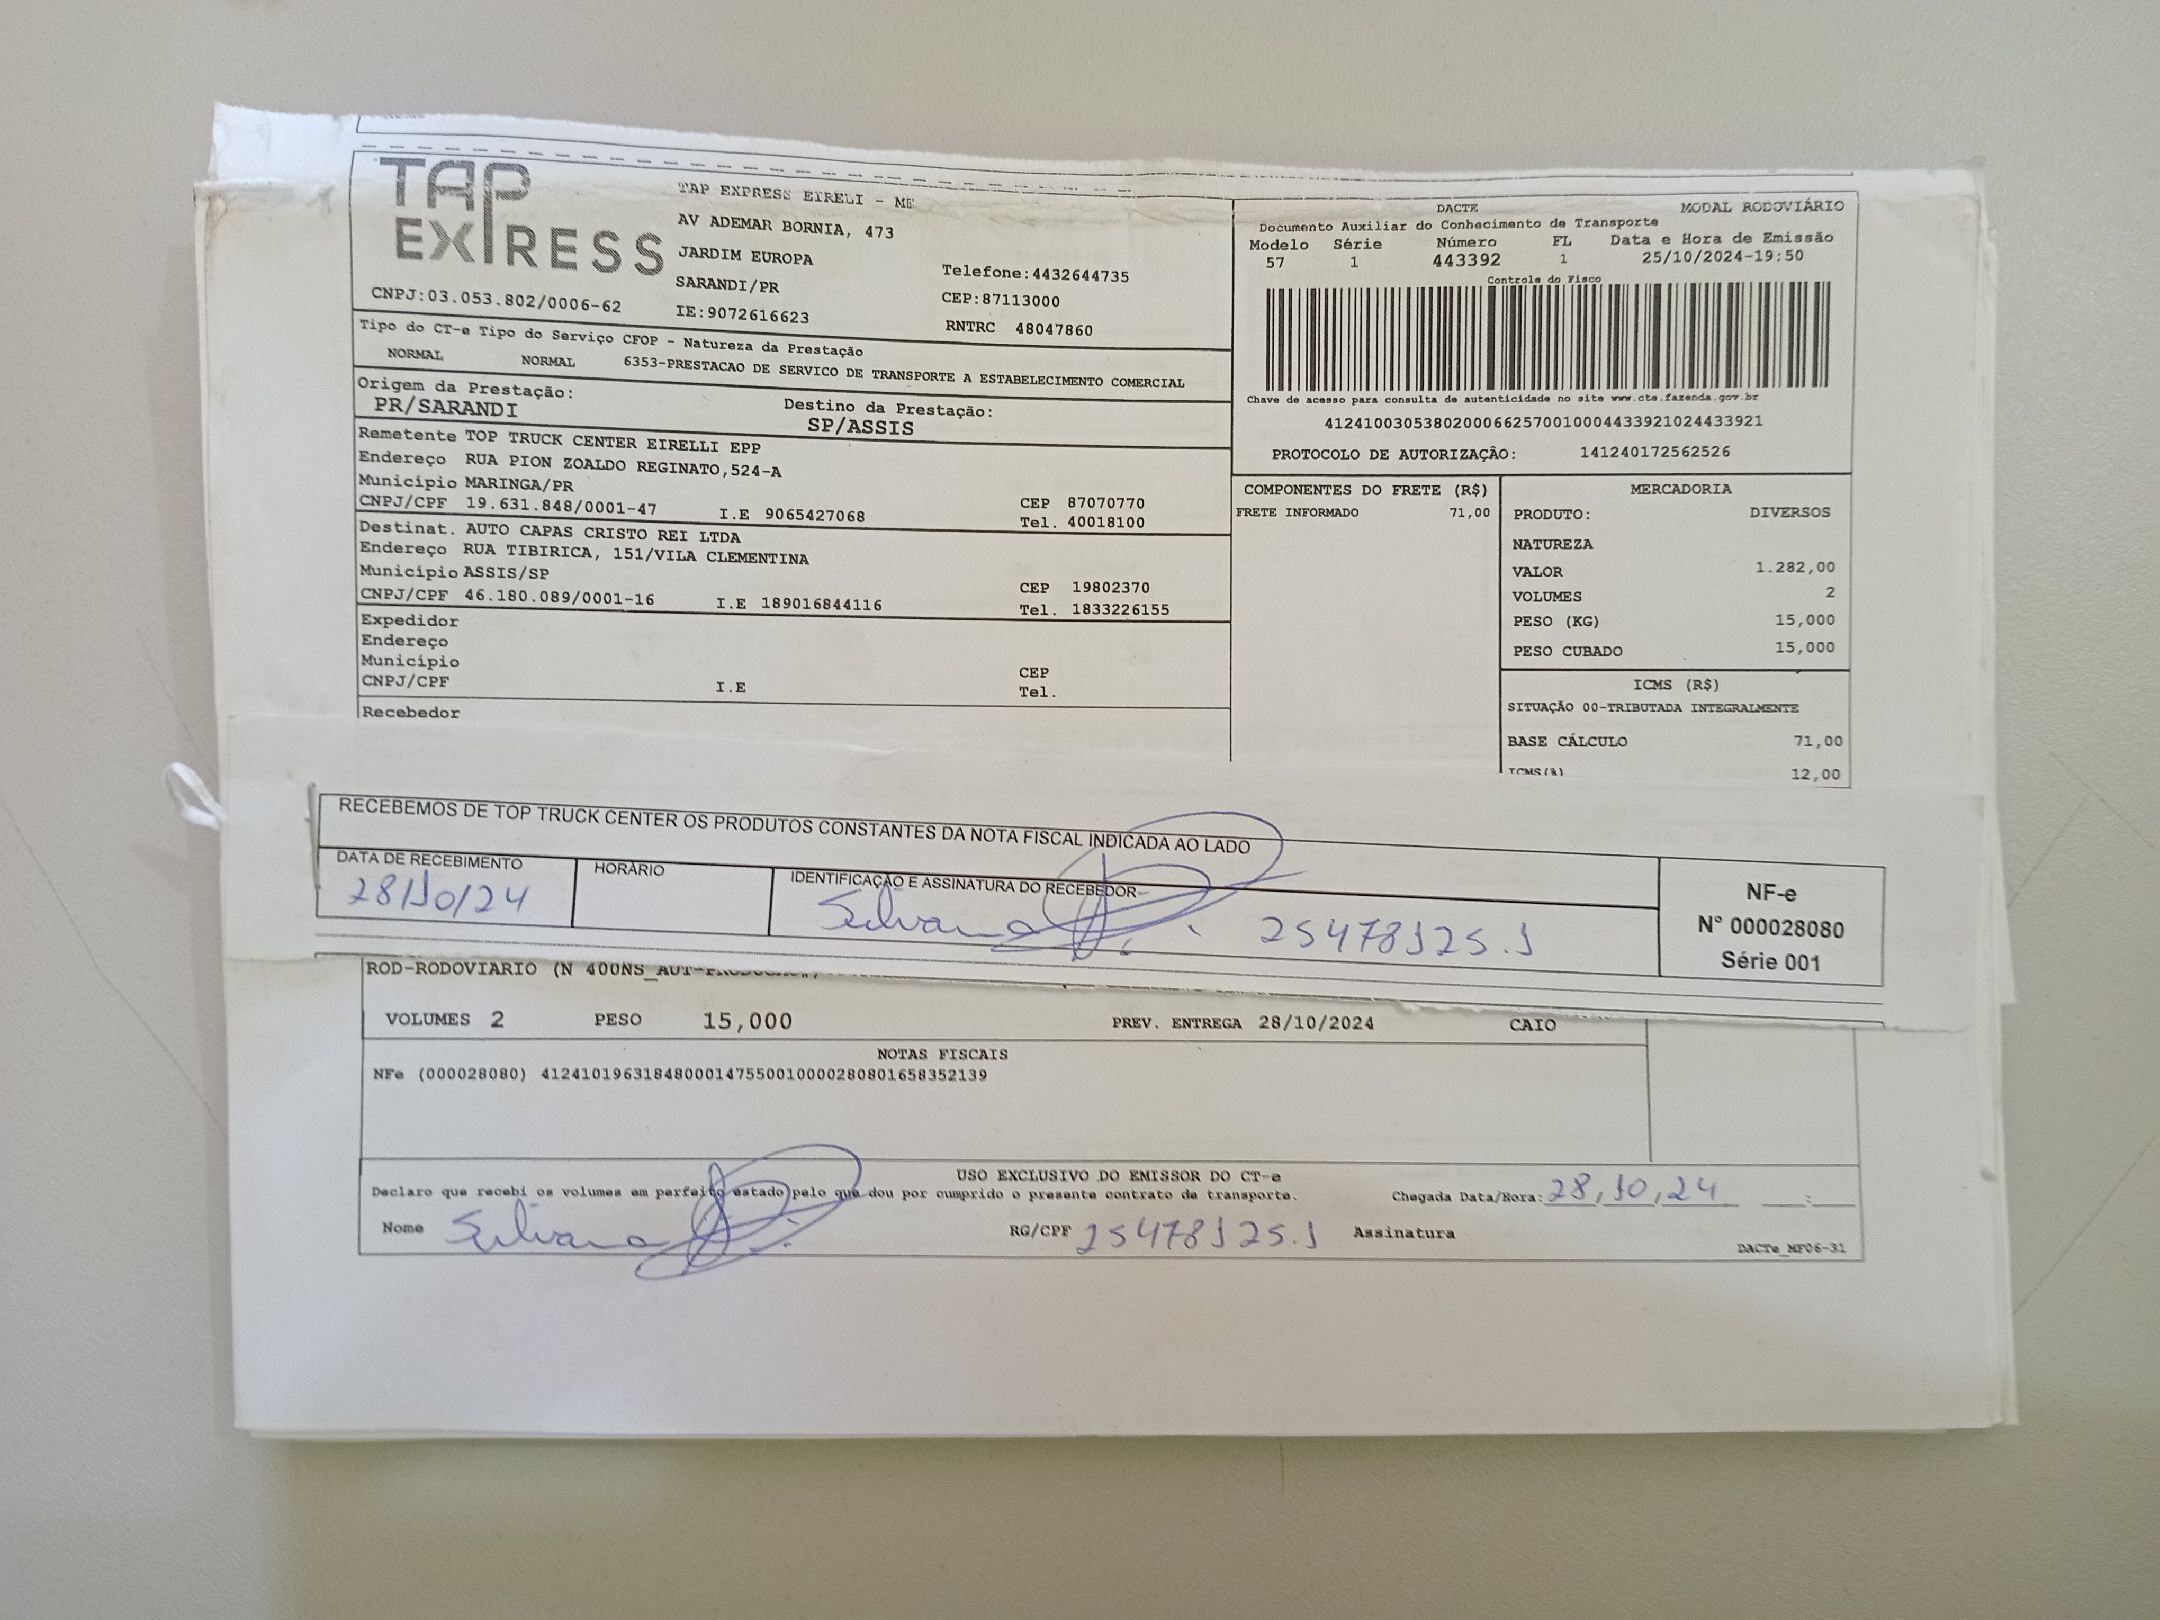 TAP
EXPRESS
CNPJ:03.053.802/0006-62
TAP EXPRESS EIRELI - ME
AV ADEMAR BORNIA, 473
JARDIM EUROPA
SARANDI/PR
IE:9072616623
Telefone:4432644735
CEP:87113000
RNTRC 48047860
DACTE MODAL RODOVIÁRIO
Documento Auxiliar do Conhecimento de Transporte
Modelo Série Número FL Data e Hora de Emissão
57 1 443392 1 25/10/2024-19:50
Controle do Fisco
Chave de acesso para consulta de autenticidade no site www.cte.fazenda.gov.br
41241003053802000662570010004433921024433921
PROTOCOLO DE AUTORIZAÇÃO: 141240172562526
Tipo do CT-e Tipo do Serviço CFOP - Natureza da Prestação
NORMAL NORMAL 6353-PRESTACAO DE SERVICO DE TRANSPORTE A ESTABELECIMENTO COMERCIAL
Origem da Prestação: Destino da Prestação:
PR/SARANDI SP/ASSIS
Remetente TOP TRUCK CENTER EIRELLI EPP
Endereço RUA PION ZOALDO REGINATO,524-A
Município MARINGA/PR CEP 87070770
CNPJ/CPF 19.631.848/0001-47 I.E 9065427068 Tel. 40018100
Destinat. AUTO CAPAS CRISTO REI LTDA
Endereço RUA TIBIRICA, 151/VILA CLEMENTINA
Município ASSIS/SP CEP 19802370
CNPJ/CPF 46.180.089/0001-16 I.E 189016844116 Tel. 1833226155
Expedidor
Endereço
Município CEP
CNPJ/CPF I.E Tel.
Recebedor
COMPONENTES DO FRETE (R$)
FRETE INFORMADO 71,00
MERCADORIA
PRODUTO: DIVERSOS
NATUREZA
VALOR 1.282,00
VOLUMES 2
PESO (KG) 15,000
PESO CUBADO 15,000
ICMS (R$)
SITUAÇÃO 00-TRIBUTADA INTEGRALMENTE
BASE CÁLCULO 71,00
ICMS(%) 12,00
RECEBEMOS DE TOP TRUCK CENTER OS PRODUTOS CONSTANTES DA NOTA FISCAL INDICADA AO LADO
DATA DE RECEBIMENTO HORÁRIO IDENTIFICAÇÃO E ASSINATURA DO RECEBEDOR
28/10/24 Silvana 25478125.1
NF-e
N° 000028080
Série 001
ROD-RODOVIARIO (N 400NS_AUT-
VOLUMES 2 PESO 15,000 PREV. ENTREGA 28/10/2024 CAIO
NOTAS FISCAIS
NFe (000028080) 41241019631848000147550010000280801658352139
USO EXCLUSIVO DO EMISSOR DO CT-e
Declaro que recebi os volumes em perfeito estado pelo que dou por cumprido o presente contrato de transporte. Chegada Data/Hora: 28,10,24 :
Nome Silvana RG/CPF 25478125.1 Assinatura
DACTe_MF06-31